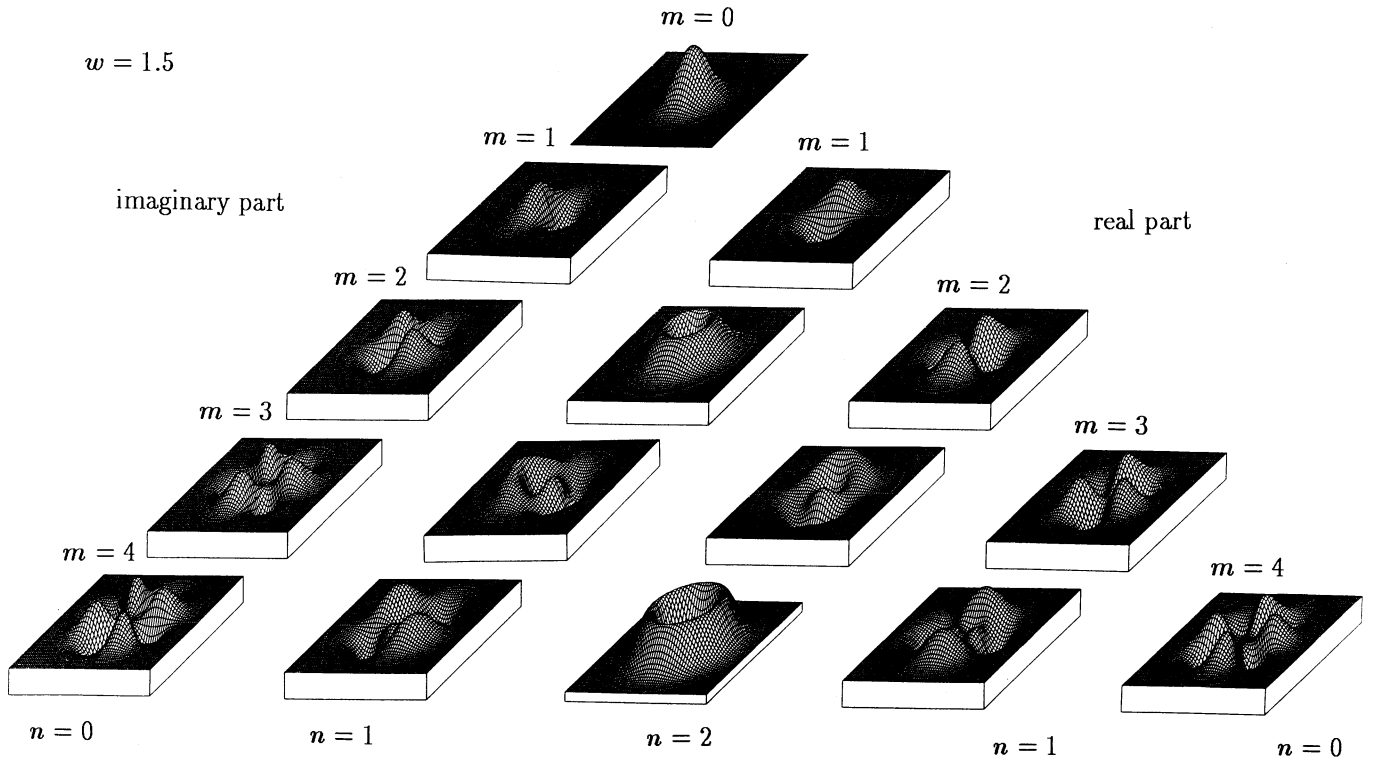 m = 0
w = 1.5
m = 1
m = 1
imaginary part
real part
m = 2
m = 2
m = 3
m = 3
m = 4
m = 4
n = 0
n = 1
n = 2
n = 1
n = 0